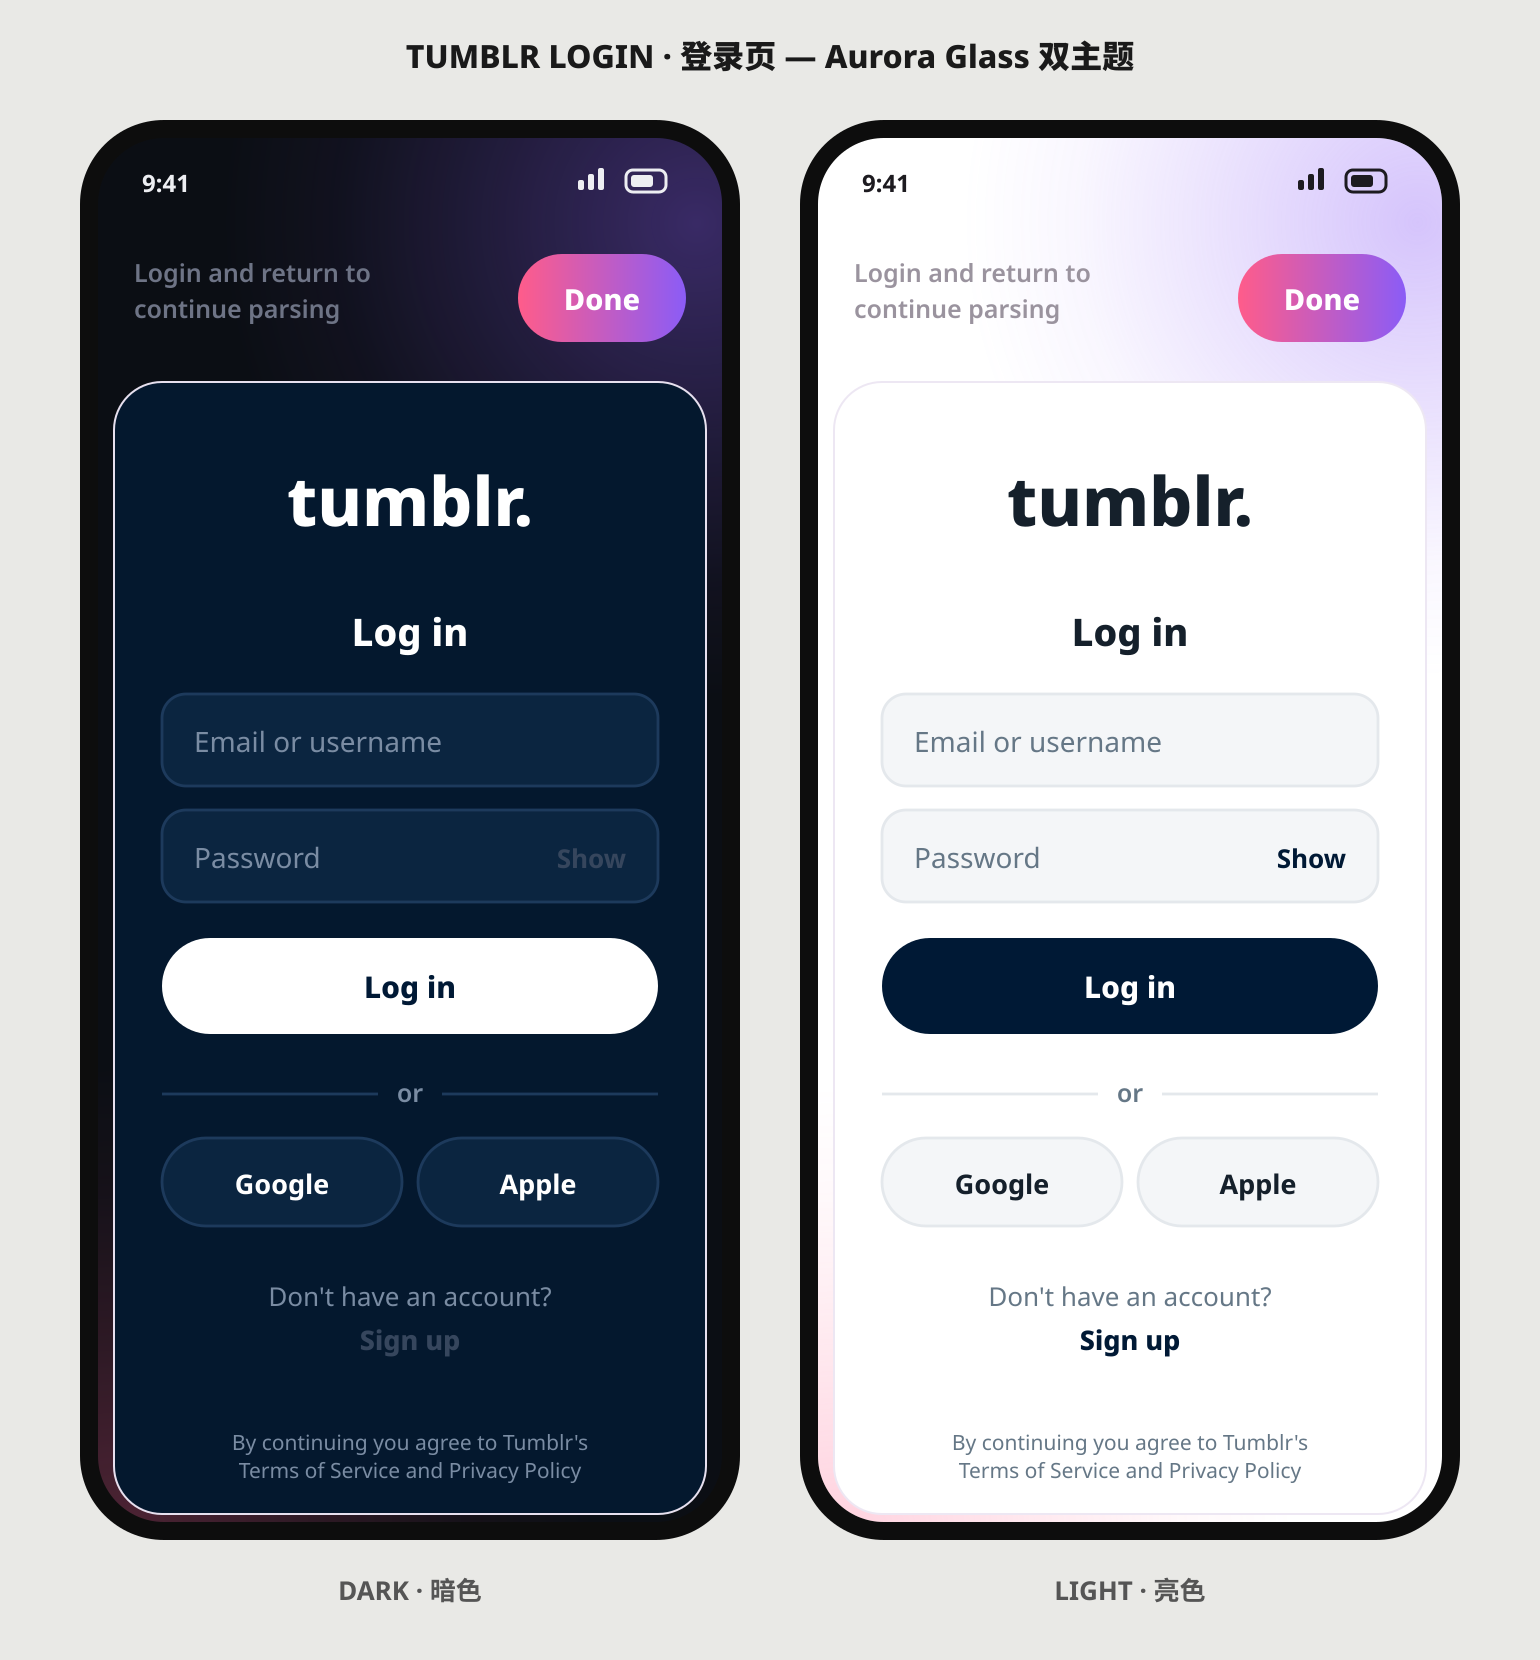 TUMBLR LOGIN · 登录页 — Aurora Glass 双主题
9:41
Login and return to
continue parsing
Done
tumblr.
Log in
Email or username
Password
Show
Log in
or
Google
Apple
Don't have an account?
Sign up
By continuing you agree to Tumblr's
Terms of Service and Privacy Policy
DARK · 暗色
9:41
Login and return to
continue parsing
Done
tumblr.
Log in
Email or username
Password
Show
Log in
or
Google
Apple
Don't have an account?
Sign up
By continuing you agree to Tumblr's
Terms of Service and Privacy Policy
LIGHT · 亮色